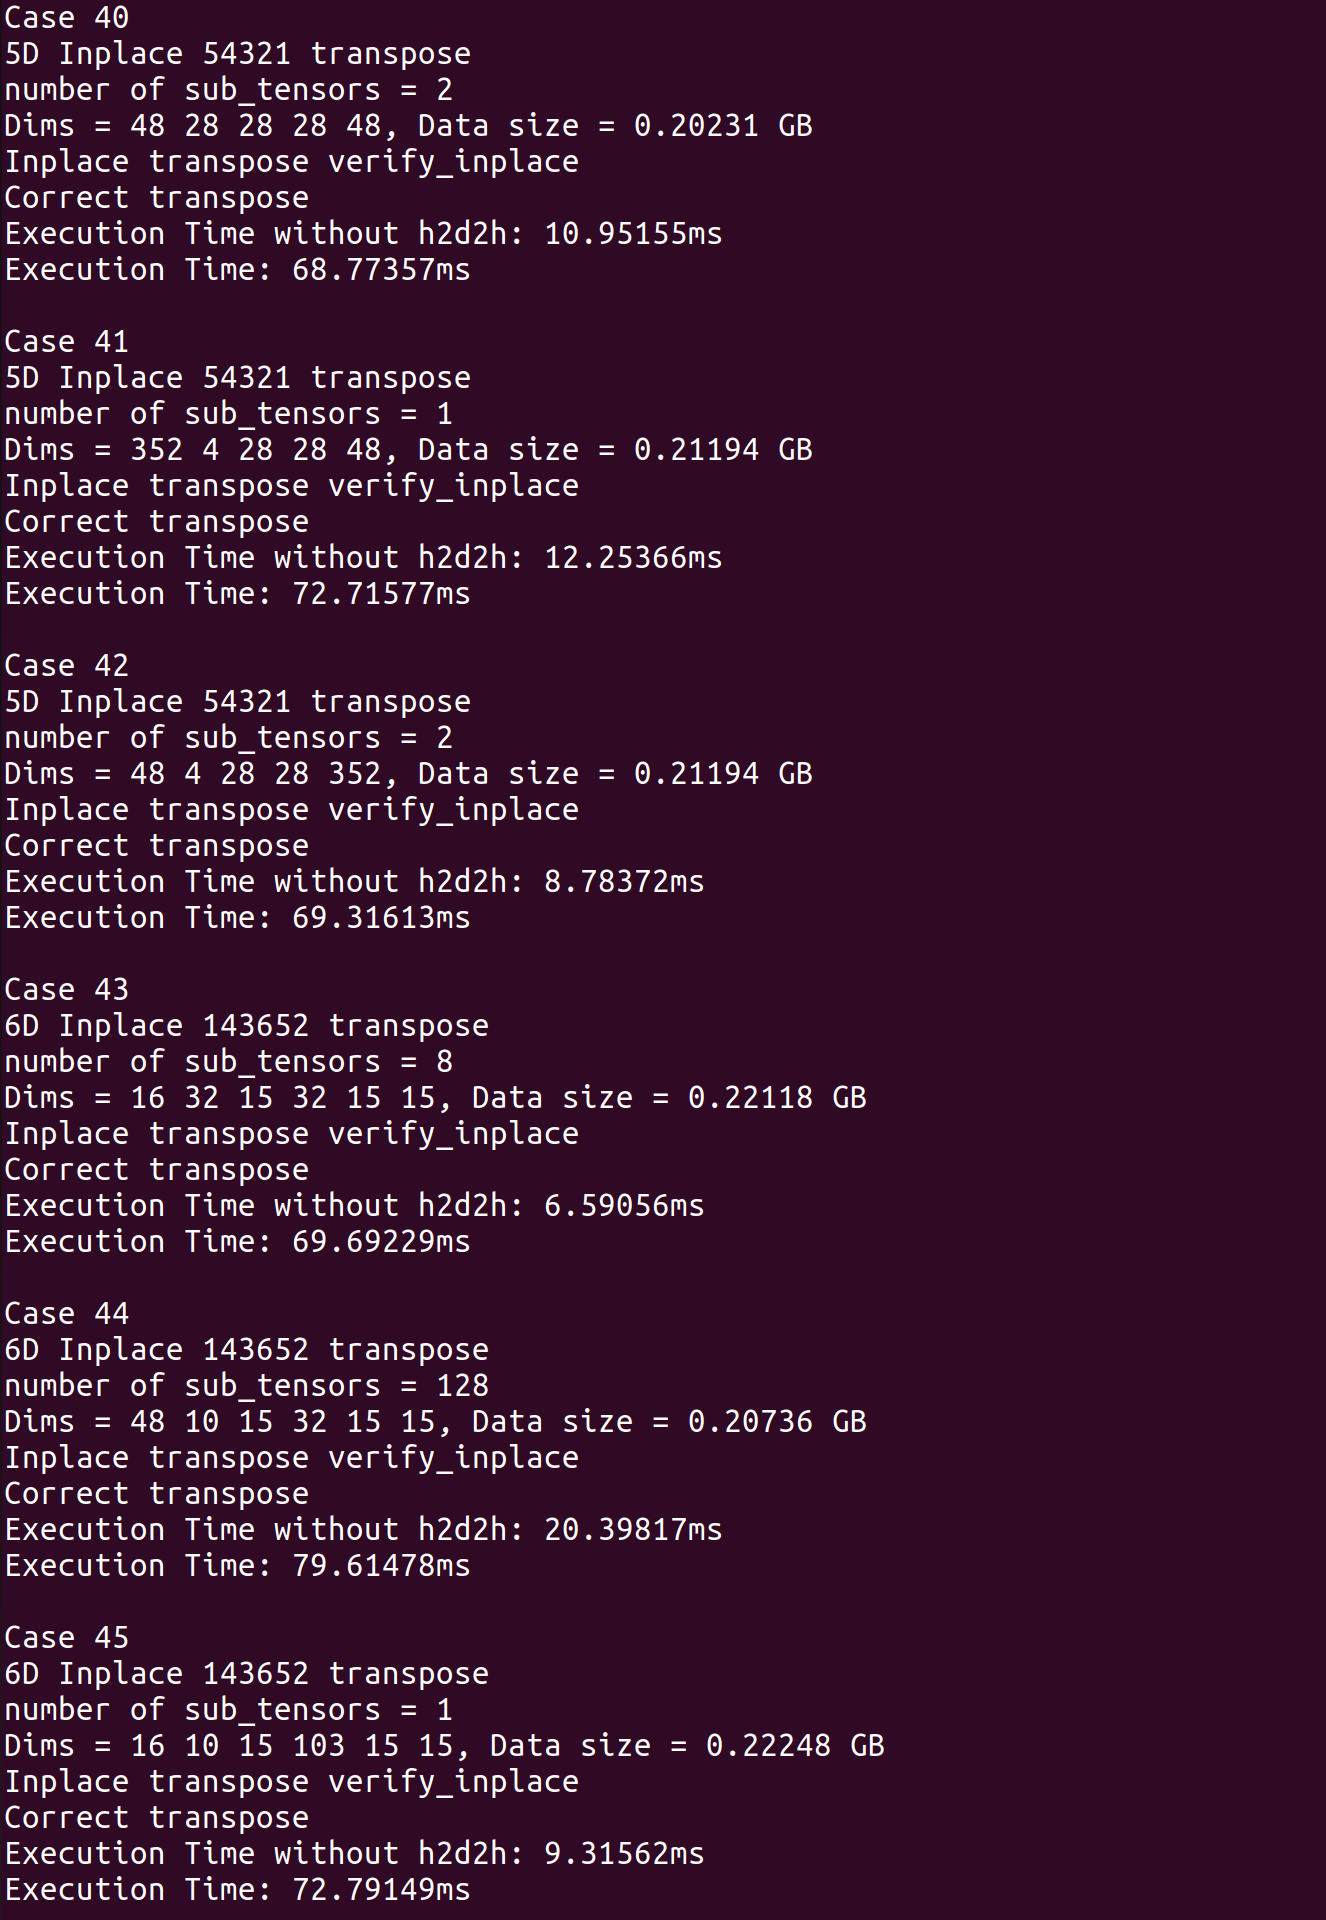 Case 40
5D Inplace 54321 transpose
number of sub_tensors = 2
Dims = 48 28 28 28 48, Data size = 0.20231 GB
Inplace transpose verify_inplace
Correct transpose
Execution Time without h2d2h: 10.95155ms
Execution Time: 68.77357ms

Case 41
5D Inplace 54321 transpose
number of sub_tensors = 1
Dims = 352 4 28 28 48, Data size = 0.21194 GB
Inplace transpose verify_inplace
Correct transpose
Execution Time without h2d2h: 12.25366ms
Execution Time: 72.71577ms

Case 42
5D Inplace 54321 transpose
number of sub_tensors = 2
Dims = 48 4 28 28 352, Data size = 0.21194 GB
Inplace transpose verify_inplace
Correct transpose
Execution Time without h2d2h: 8.78372ms
Execution Time: 69.31613ms

Case 43
6D Inplace 143652 transpose
number of sub_tensors = 8
Dims = 16 32 15 32 15 15, Data size = 0.22118 GB
Inplace transpose verify_inplace
Correct transpose
Execution Time without h2d2h: 6.59056ms
Execution Time: 69.69229ms

Case 44
6D Inplace 143652 transpose
number of sub_tensors = 128
Dims = 48 10 15 32 15 15, Data size = 0.20736 GB
Inplace transpose verify_inplace
Correct transpose
Execution Time without h2d2h: 20.39817ms
Execution Time: 79.61478ms

Case 45
6D Inplace 143652 transpose
number of sub_tensors = 1
Dims = 16 10 15 103 15 15, Data size = 0.22248 GB
Inplace transpose verify_inplace
Correct transpose
Execution Time without h2d2h: 9.31562ms
Execution Time: 72.79149ms